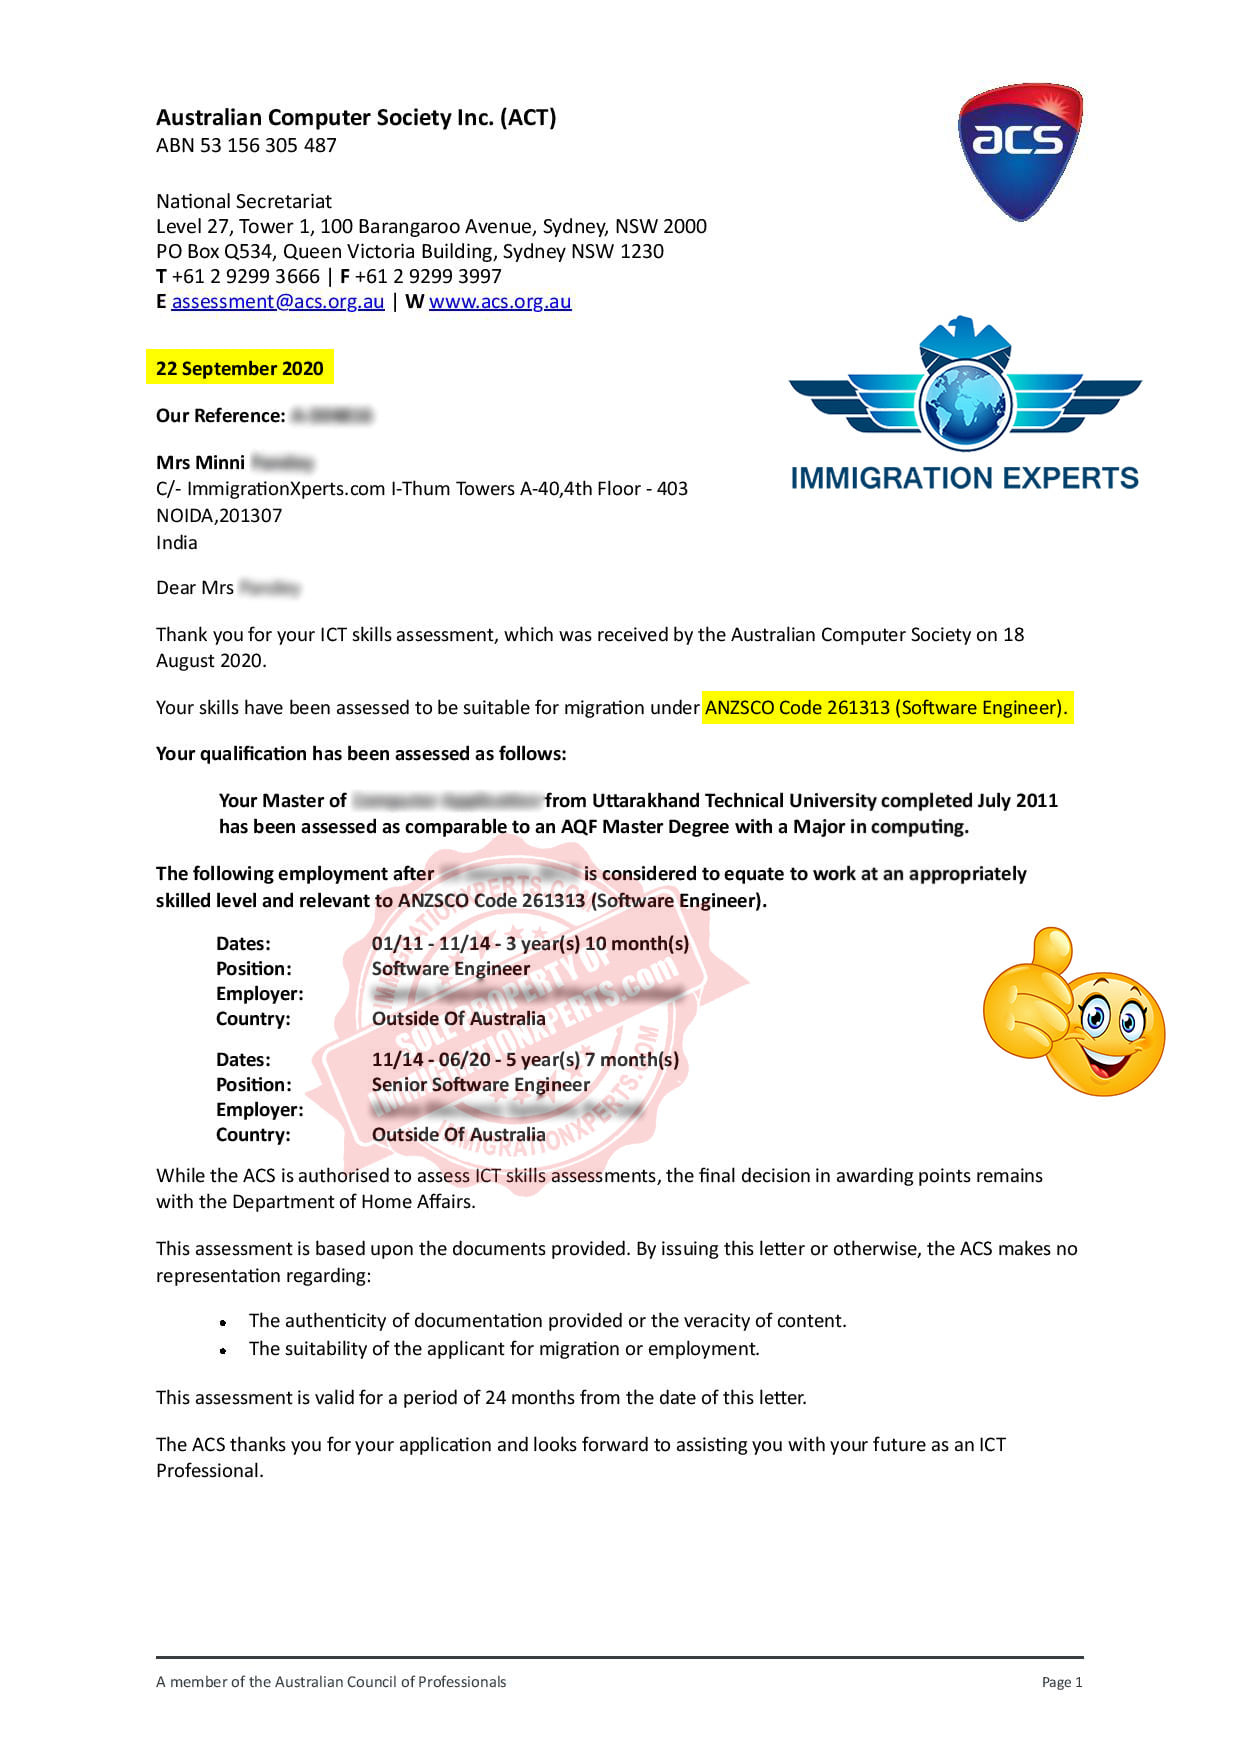 Australian Computer Society Inc. (ACT)
ABN 53 156 305 487
acs
National Secretariat
Level 27, Tower 1, 100 Barangaroo Avenue, Sydney, NSW 2000
PO Box Q534, Queen Victoria Building, Sydney NSW 1230
T +61 2 9299 3666 | F +61 2 9299 3997
E assessment@acs.org.au | W www.acs.org.au
22 September 2020
Our Reference:
IMMIGRATION EXPERTS
Mrs Minni
C/- ImmigrationXperts.com I-Thum Towers A-40,4th Floor - 403
NOIDA,201307
India
Dear Mrs
Thank you for your ICT skills assessment, which was received by the Australian Computer Society on 18
August 2020.
Your skills have been assessed to be suitable for migration under ANZSCO Code 261313 (Software Engineer).
Your qualification has been assessed as follows:
Your Master of from Uttarakhand Technical University completed July 2011
has been assessed as comparable to an AQF Master Degree with a Major in computing.
The following employment after is considered to equate to work at an appropriately
skilled level and relevant to ANZSCO Code 261313 (Software Engineer).
Dates: 01/11 - 11/14 - 3 year(s) 10 month(s)
Position: Software Engineer
Employer:
Country: Outside Of Australia
Dates: 11/14 - 06/20 - 5 year(s) 7 month(s)
Position: Senior Software Engineer
Employer:
Country: Outside Of Australia
IMMIGRATIONXPERTS.COM
SOLE PROPERTY OF
IMMIGRATIONXPERTS.com
IMMIGRATIONXPERTS.COM
While the ACS is authorised to assess ICT skills assessments, the final decision in awarding points remains
with the Department of Home Affairs.
This assessment is based upon the documents provided. By issuing this letter or otherwise, the ACS makes no
representation regarding:
• The authenticity of documentation provided or the veracity of content.
• The suitability of the applicant for migration or employment.
This assessment is valid for a period of 24 months from the date of this letter.
The ACS thanks you for your application and looks forward to assisting you with your future as an ICT
Professional.
A member of the Australian Council of Professionals Page 1